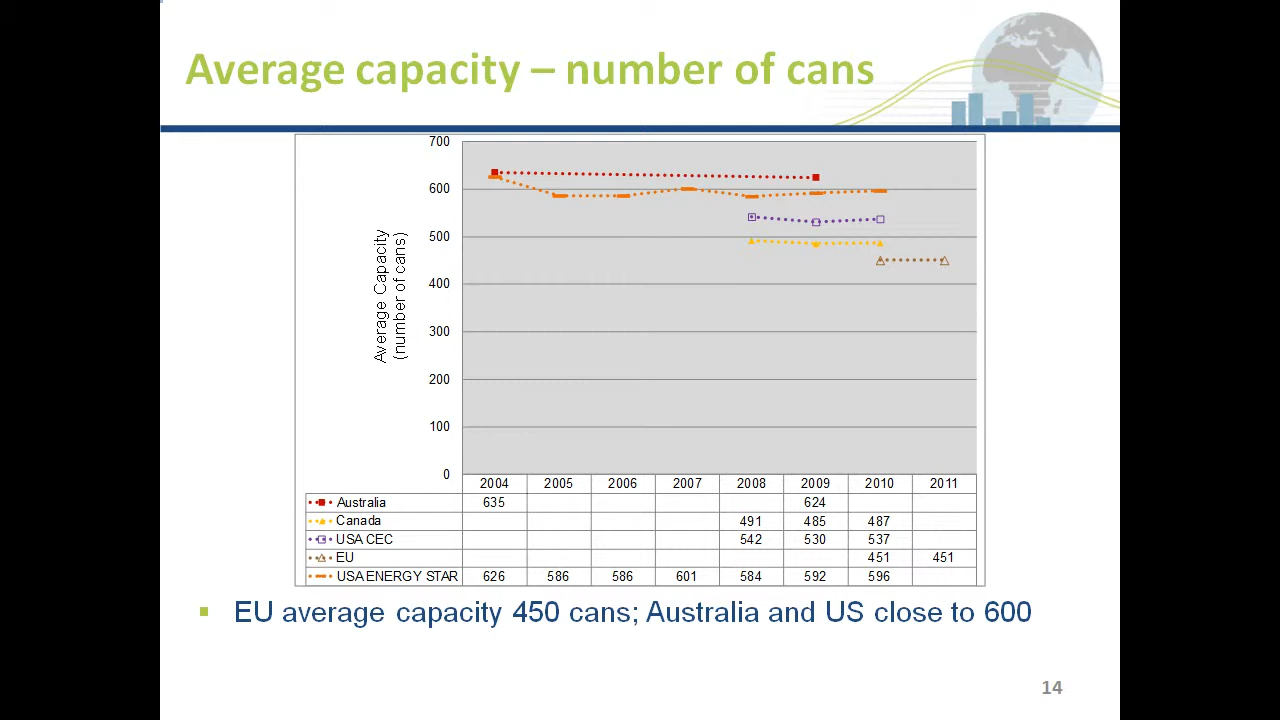 Average capacity – number of cans
700
600
500
400
300
200
100
0
Average Capacity
(number of cans)
2004 2005 2006 2007 2008 2009 2010 2011
Australia 635 624
Canada 491 485 487
USA CEC 542 530 537
EU 451 451
USA ENERGY STAR 626 586 586 601 584 592 596
EU average capacity 450 cans; Australia and US close to 600
14